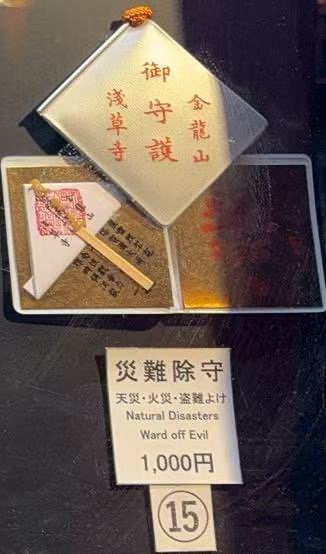 金龍山
御守護
淺草寺
災難除守
天災・火災・盗難よけ
Natural Disasters
Ward off Evil
1,000円
15